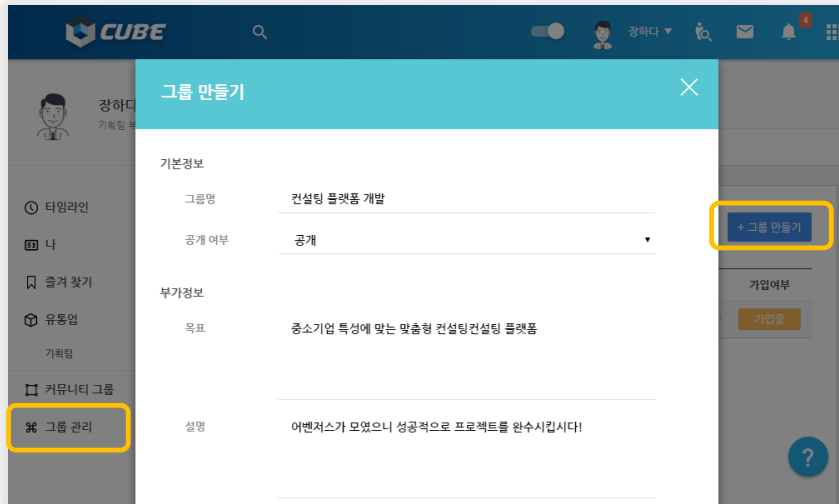 CUBE
장하다 ▼
4
장하다
기획팀
그룹 만들기
기본정보
그룹명
컨설팅 플랫폼 개발
공개 여부
공개
부가정보
목표
중소기업 특성에 맞는 맞춤형 컨설팅컨설팅 플랫폼
설명
어벤저스가 모였으니 성공적으로 프로젝트를 완수시킵시다!
타임라인
나
즐겨 찾기
유통업
기획팀
커뮤니티 그룹
그룹 관리
+ 그룹 만들기
가입여부
가입중
?